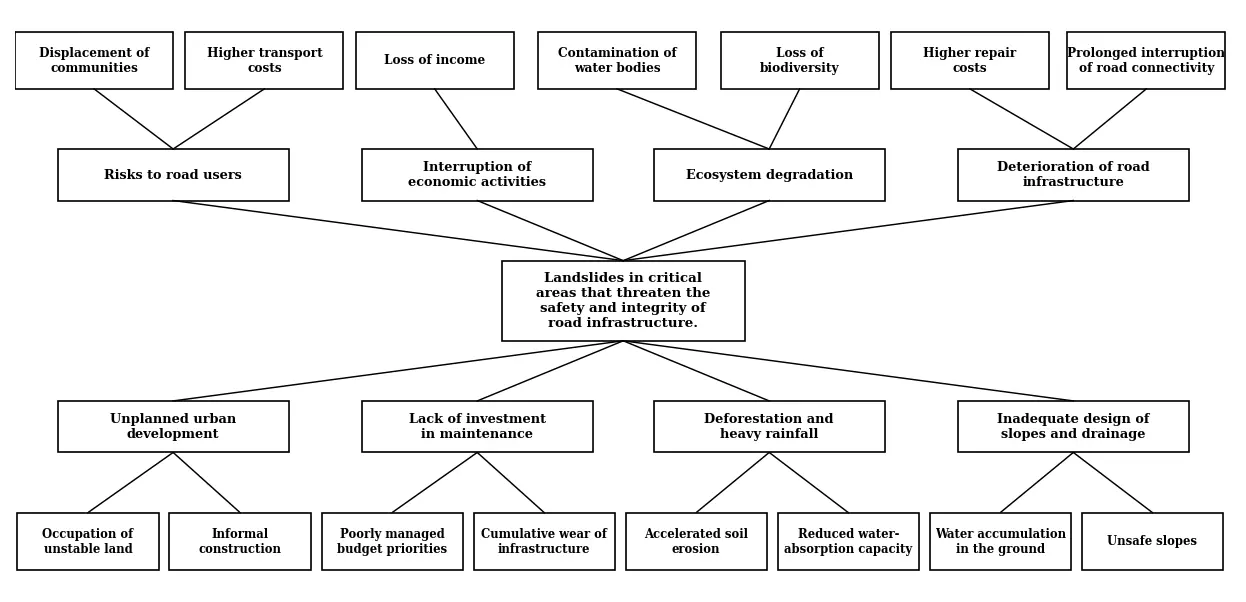 Displacement of
communities
Higher transport
costs
Loss of income
Contamination of
water bodies
Loss of
biodiversity
Higher repair
costs
Prolonged interruption
of road connectivity
Risks to road users
Interruption of
economic activities
Ecosystem degradation
Deterioration of road
infrastructure
Landslides in critical
areas that threaten the
safety and integrity of
road infrastructure.
Unplanned urban
development
Lack of investment
in maintenance
Deforestation and
heavy rainfall
Inadequate design of
slopes and drainage
Occupation of
unstable land
Informal
construction
Poorly managed
budget priorities
Cumulative wear of
infrastructure
Accelerated soil
erosion
Reduced water-
absorption capacity
Water accumulation
in the ground
Unsafe slopes